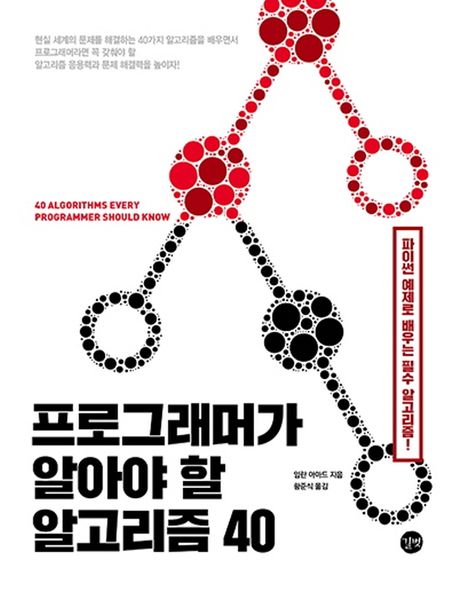 현실 세계의 문제를 해결하는 40가지 알고리즘을 배우면서
프로그래머라면 꼭 갖춰야 할
알고리즘 응용력과 문제 해결력을 높이자!
40 ALGORITHMS EVERY
PROGRAMMER SHOULD KNOW
파이썬 예제로 배우는 필수 알고리즘!
프로그래머가
알아야 할
알고리즘 40
임란 아마드 지음
황준식 옮김
길벗